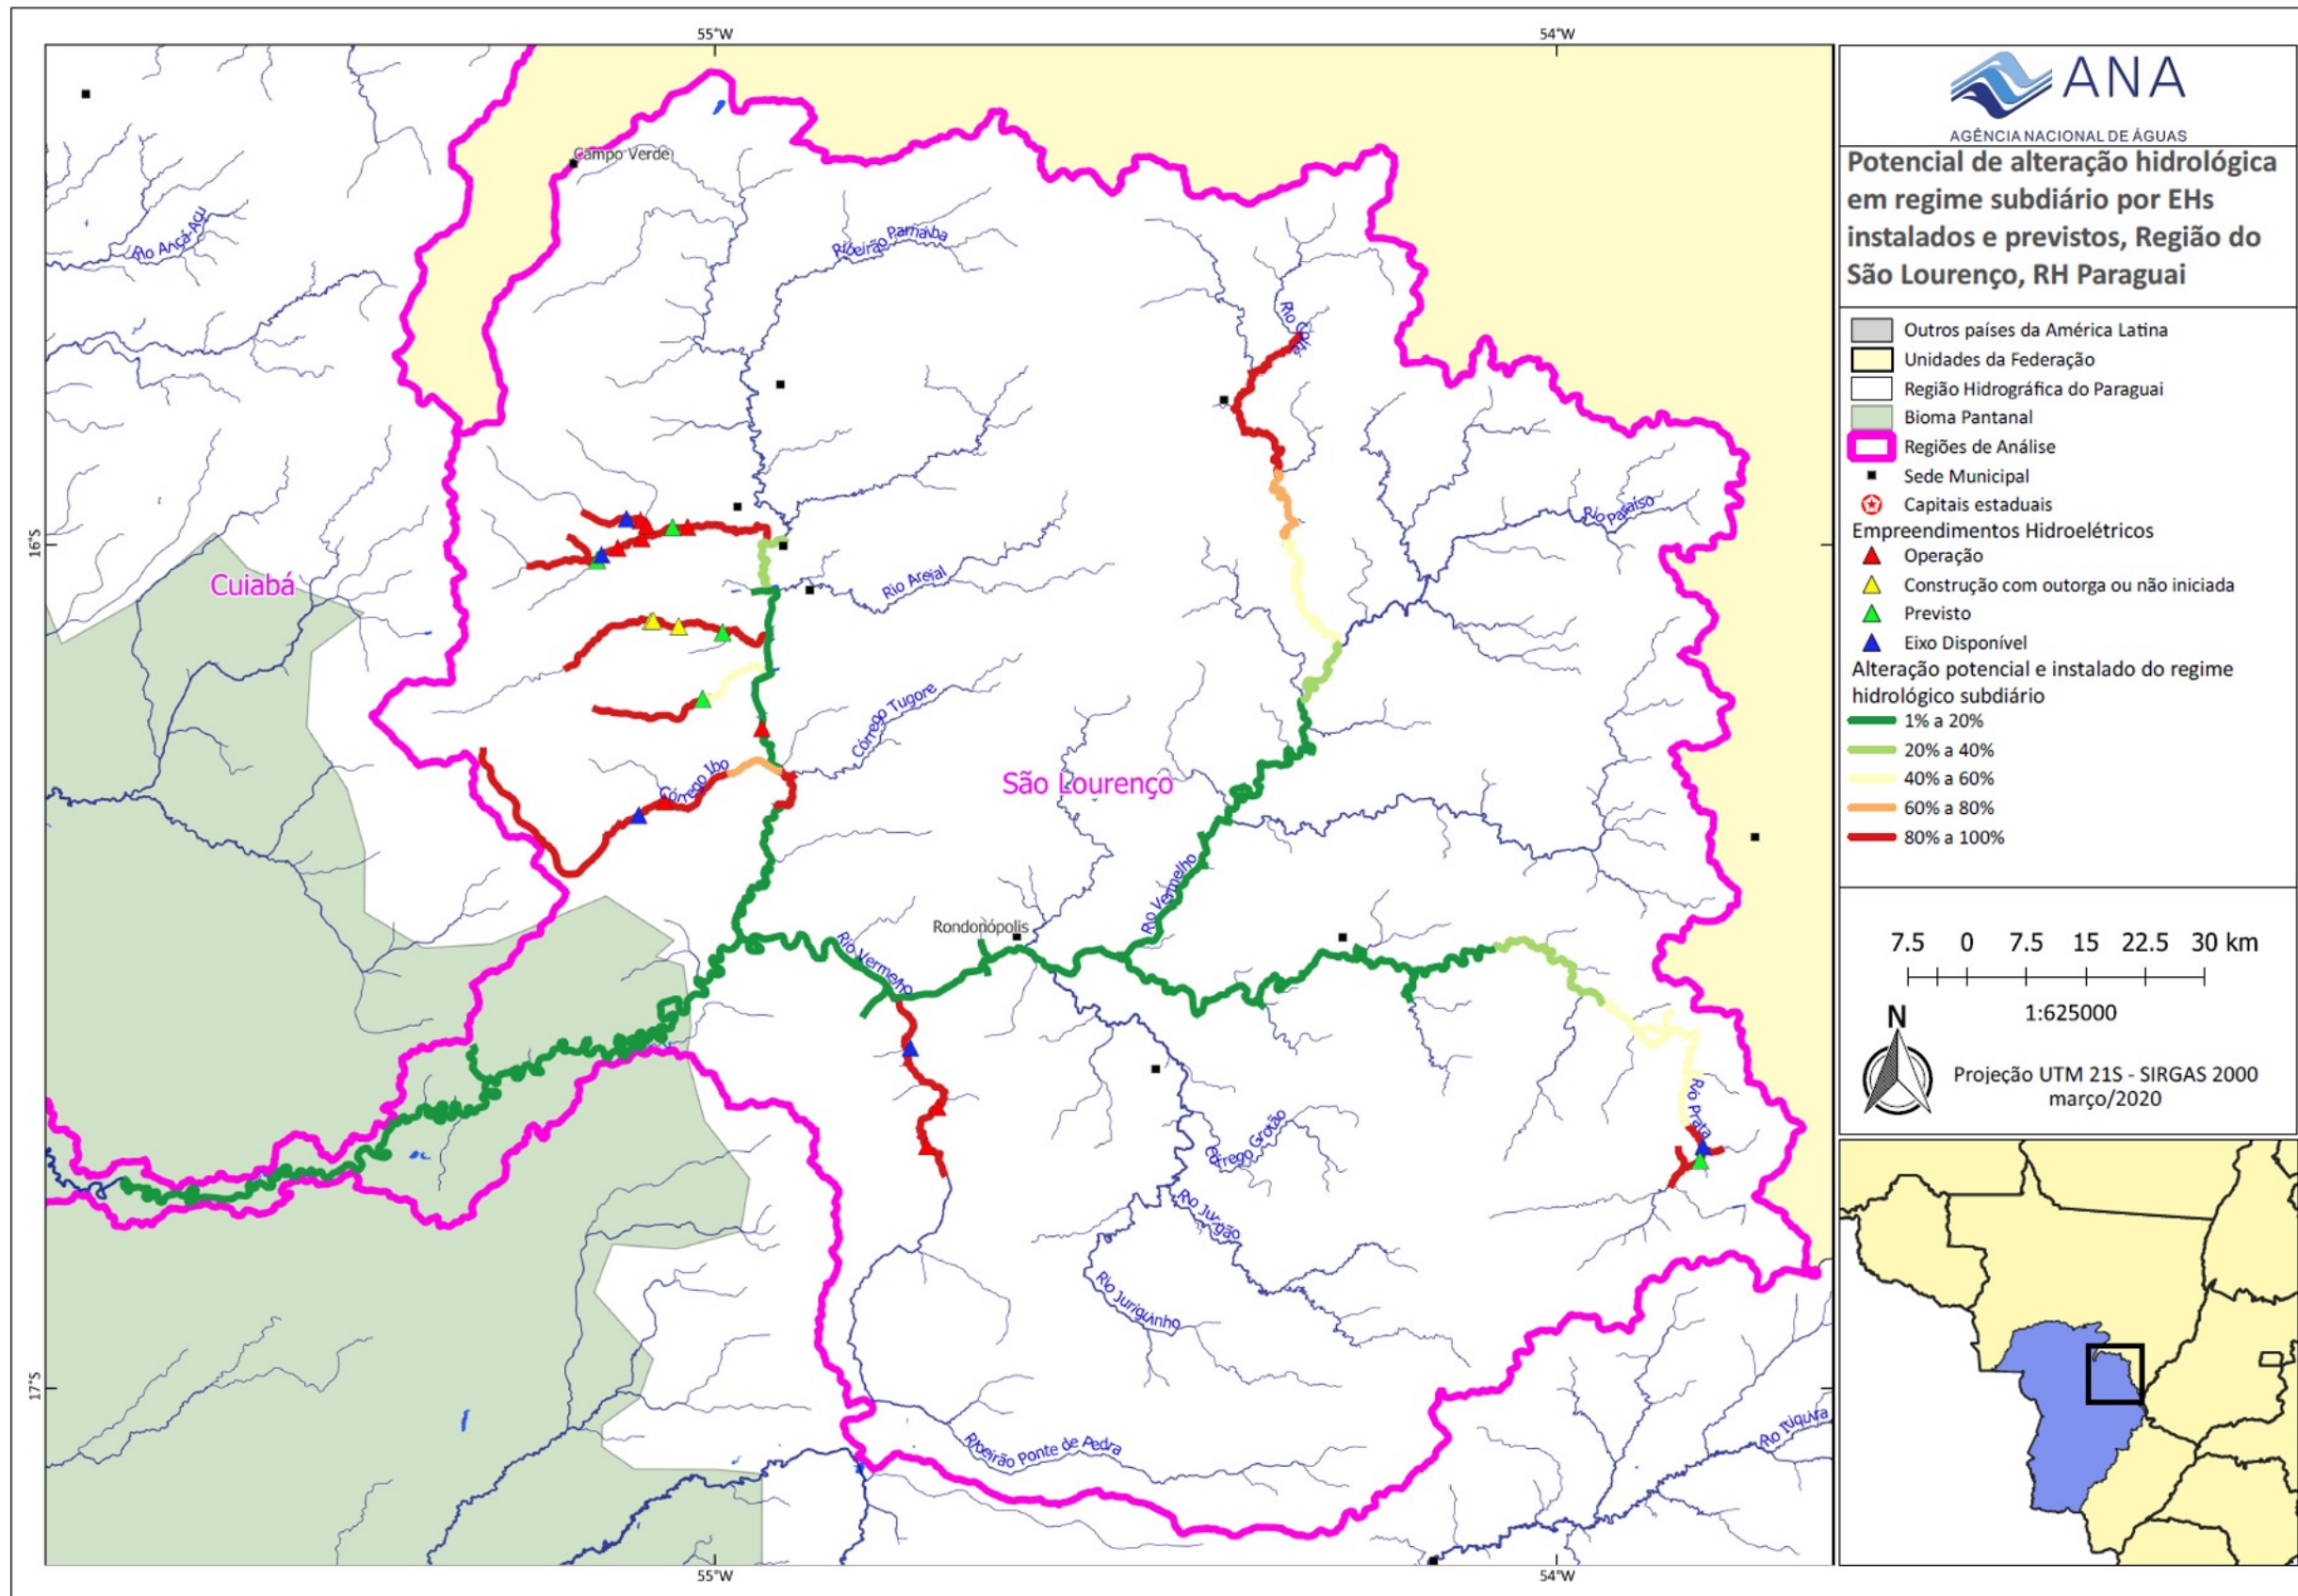 55°W
54°W
16°S
17°S
55°W
54°W
Campo Verde
Rio Ariçá-Açu
Ribeirão Parnaíba
Cuiabá
Rio Areial
Rio Paraíso
Córrego Tugore
Córrego Ibo
São Lourenço
Rio Vermelho
Rondonópolis
Rio Vermelho
Rio Prata
Rio Jurigão
Rio Juriguinho
Ribeirão Ponte de Pedra
Rio Itiquira
ANA
AGÊNCIA NACIONAL DE ÁGUAS
Potencial de alteração hidrológica
em regime subdiário por EHs
instalados e previstos, Região do
São Lourenço, RH Paraguai
Outros países da América Latina
Unidades da Federação
Região Hidrográfica do Paraguai
Bioma Pantanal
Regiões de Análise
Sede Municipal
Capitais estaduais
Empreendimentos Hidroelétricos
Operação
Construção com outorga ou não iniciada
Previsto
Eixo Disponível
Alteração potencial e instalado do regime
hidrológico subdiário
1% a 20%
20% a 40%
40% a 60%
60% a 80%
80% a 100%
7.5 0 7.5 15 22.5 30 km
1:625000
N
Projeção UTM 21S - SIRGAS 2000
março/2020